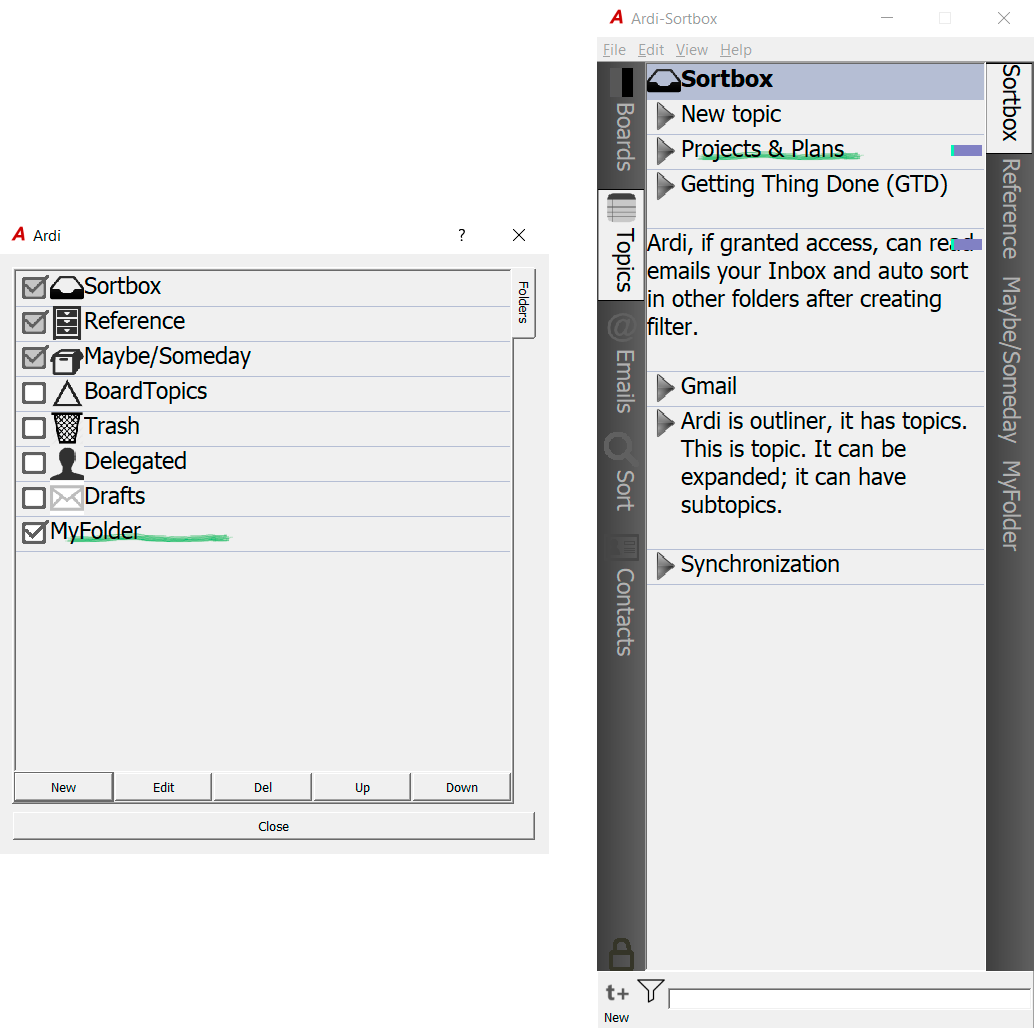 Ardi
?
Sortbox
Reference
Maybe/Someday
BoardTopics
Trash
Delegated
Drafts
MyFolder
Folders
New
Edit
Del
Up
Down
Close
Ardi-Sortbox
File
Edit
View
Help
Boards
Topics
@
Emails
Sort
Contacts
Sortbox
New topic
Projects & Plans
Getting Thing Done (GTD)
Ardi, if granted access, can read
emails your Inbox and auto sort
in other folders after creating
filter.
Gmail
Ardi is outliner, it has topics.
This is topic. It can be
expanded; it can have
subtopics.
Synchronization
Sortbox
Reference
Maybe/Someday
MyFolder
t+
New